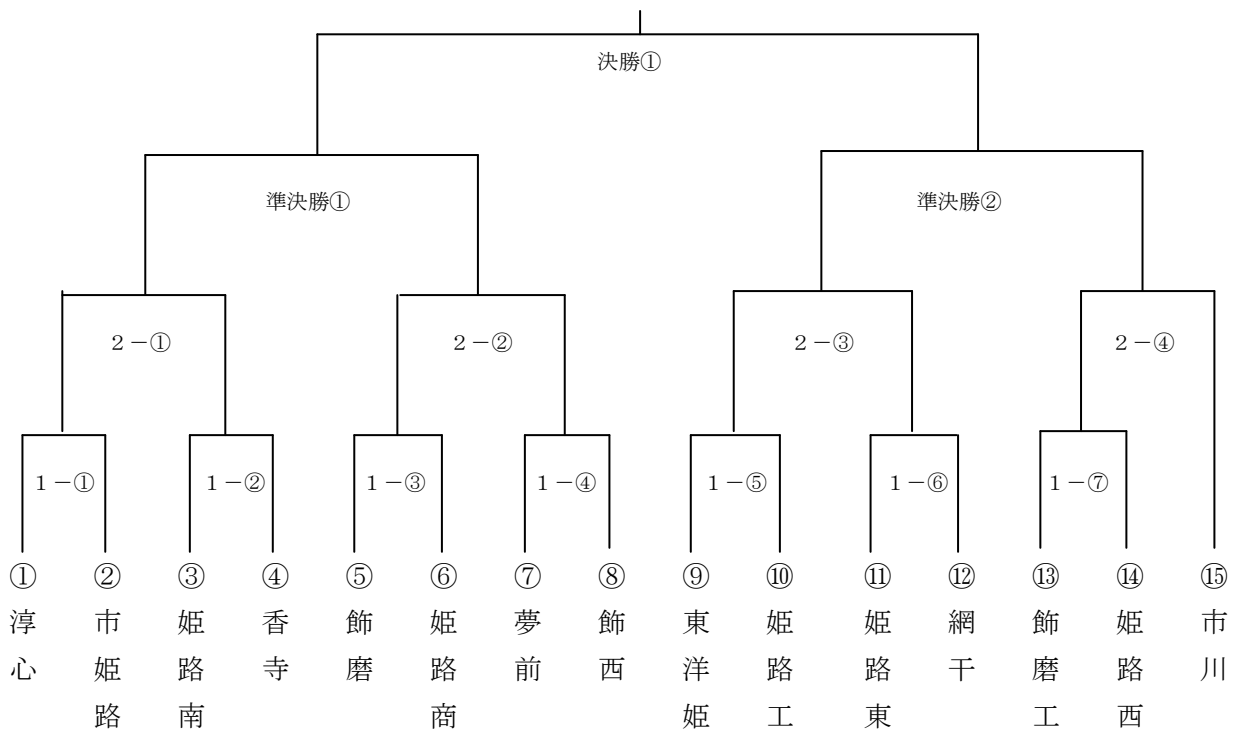 決勝①
準決勝①
準決勝②
2－①
2－②
2－③
2－④
1－①
1－②
1－③
1－④
1－⑤
1－⑥
1－⑦
①
②
③
④
⑤
⑥
⑦
⑧
⑨
⑩
⑪
⑫
⑬
⑭
⑮
淳心
市姫路
姫路南
香寺
飾磨
姫路商
夢前
飾西
東洋姫
姫路工
姫路東
網干
飾磨工
姫路西
市川